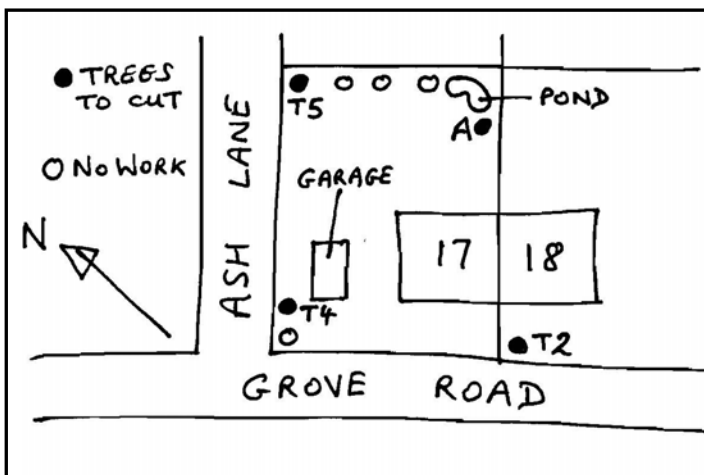 TREES
TO CUT
NO WORK
N
ASH LANE
T5
POND
A
GARAGE
17
18
T4
T2
GROVE ROAD